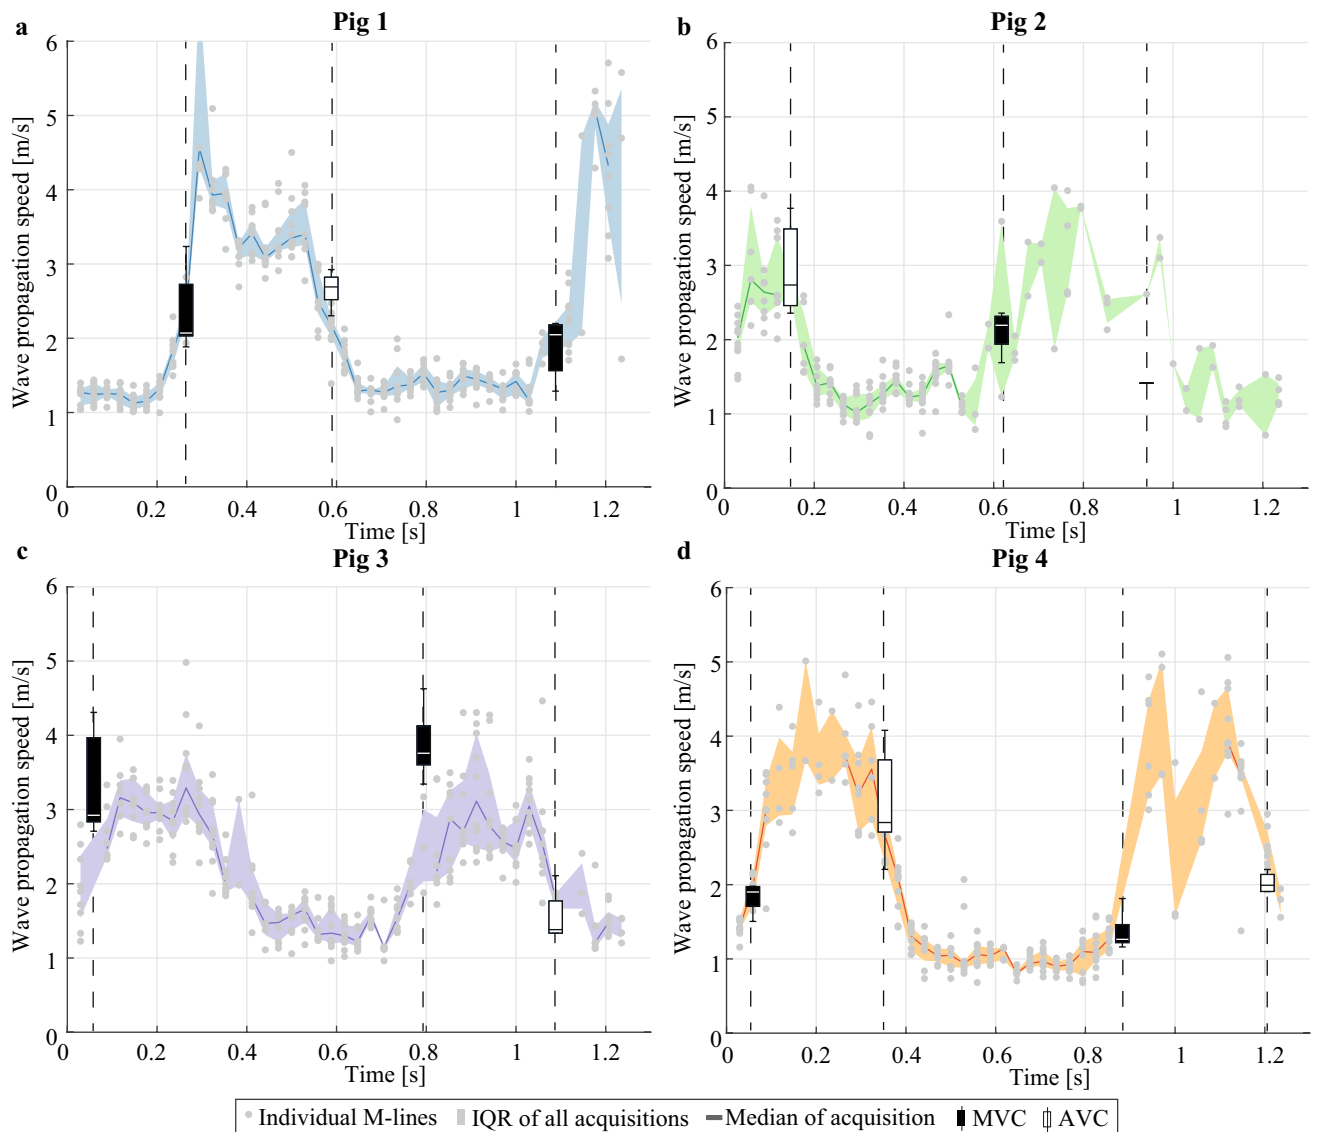 a Pig 1
6
5
4
3
2
1
0
0 0.2 0.4 0.6 0.8 1 1.2
Time [s]
Wave propagation speed [m/s]
b Pig 2
6
5
4
3
2
1
0
0 0.2 0.4 0.6 0.8 1 1.2
Time [s]
Wave propagation speed [m/s]
c Pig 3
6
5
4
3
2
1
0
0 0.2 0.4 0.6 0.8 1 1.2
Time [s]
Wave propagation speed [m/s]
d Pig 4
6
5
4
3
2
1
0
0 0.2 0.4 0.6 0.8 1 1.2
Time [s]
Wave propagation speed [m/s]
Individual M-lines IQR of all acquisitions Median of acquisition MVC AVC